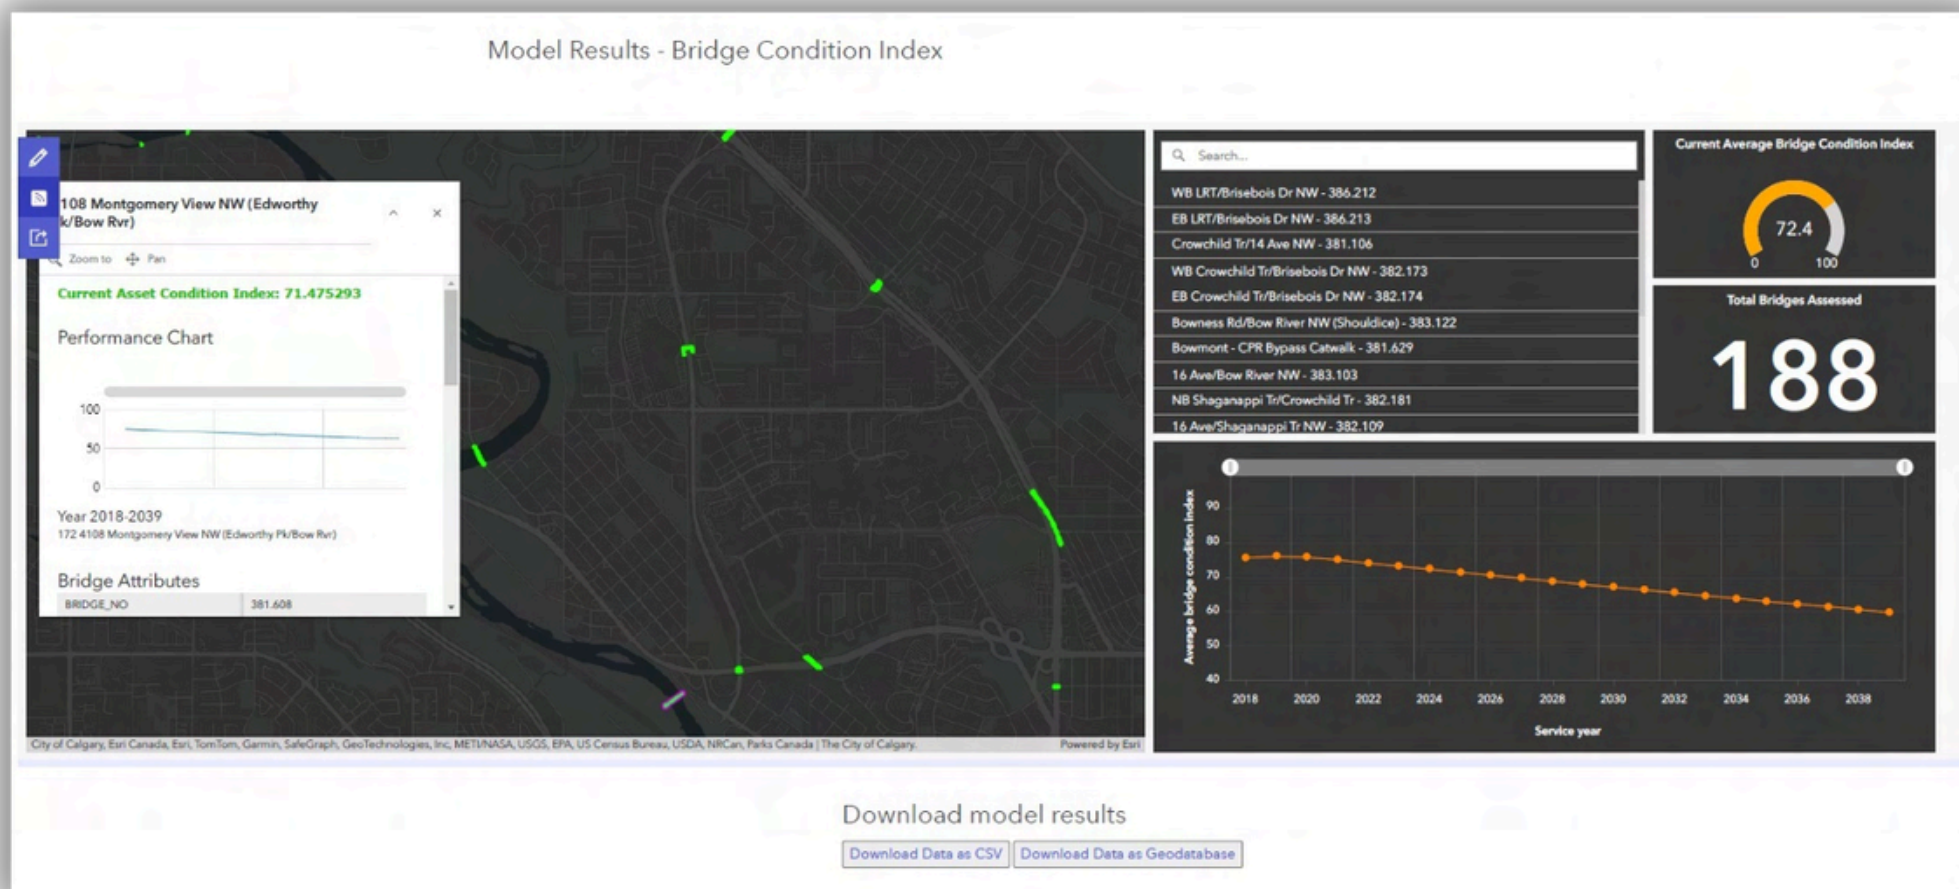 Model Results - Bridge Condition Index
108 Montgomery View NW (Edworthy
k/Bow Rvr)
Zoom to
Pan
Current Asset Condition Index: 71.475293
Performance Chart
100
50
0
Year 2018-2039
172 4108 Montgomery View NW (Edworthy Pk/Bow Rvr)
Bridge Attributes
BRIDGE_NO 381.608
City of Calgary, Esri Canada, Esri, TomTom, Garmin, SafeGraph, GeoTechnologies, Inc, METI/NASA, USGS, EPA, US Census Bureau, USDA, NRCan, Parks Canada | The City of Calgary.
Powered by Esri
Search...
WB LRT/Brisebois Dr NW - 386.212
EB LRT/Brisebois Dr NW - 386.213
Crowchild Tr/14 Ave NW - 381.106
WB Crowchild Tr/Brisebois Dr NW - 382.173
EB Crowchild Tr/Brisebois Dr NW - 382.174
Bowness Rd/Bow River NW (Shouldice) - 383.122
Bowmont - CPR Bypass Catwalk - 381.629
16 Ave/Bow River NW - 383.103
NB Shaganappi Tr/Crowchild Tr - 382.181
16 Ave/Shaganappi Tr NW - 382.109
Current Average Bridge Condition Index
72.4
0 100
Total Bridges Assessed
188
Average bridge condition index
90
80
70
60
50
40
2018 2020 2022 2024 2026 2028 2030 2032 2034 2036 2038
Service year
Download model results
Download Data as CSV
Download Data as Geodatabase